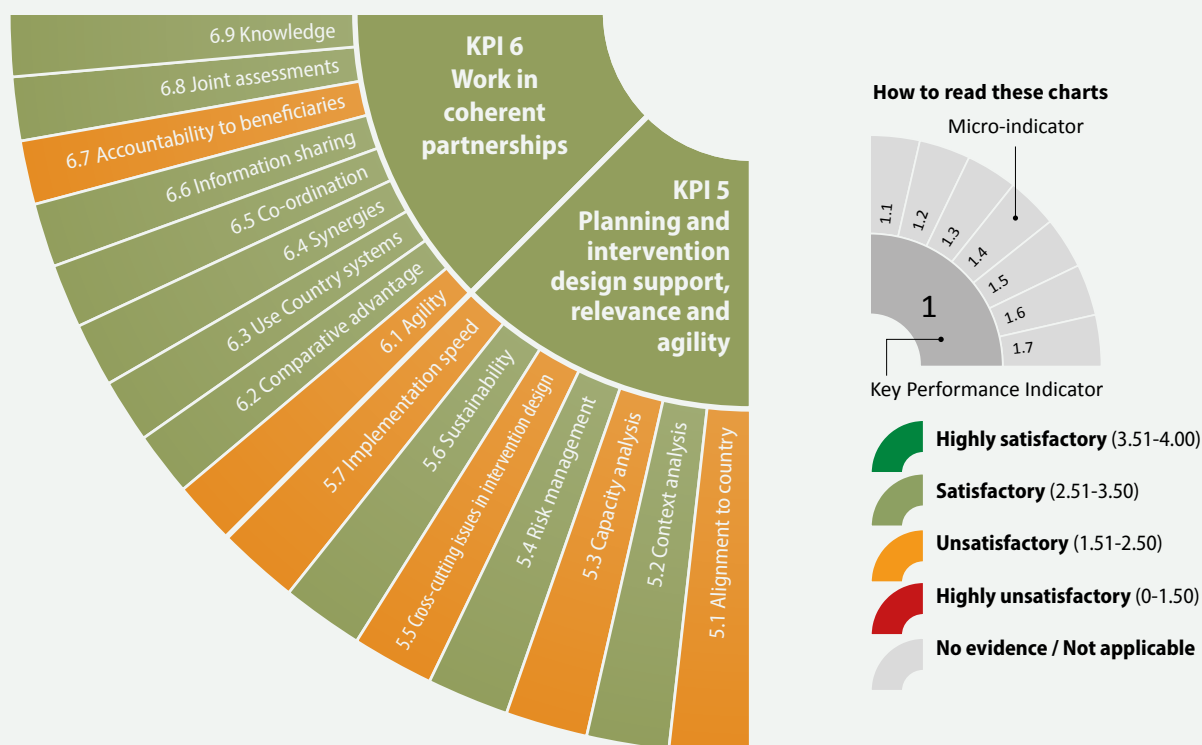 6.9 Knowledge
6.8 Joint assessments
6.7 Accountability to beneficiaries
6.6 Information sharing
6.5 Co-ordination
6.4 Synergies
6.3 Use Country systems
6.2 Comparative advantage
6.1 Agility
KPI 6
Work in
coherent
partnerships
KPI 5
Planning and
intervention
design support,
relevance and
agility
5.7 Implementation speed
5.6 Sustainability
5.5 Cross-cutting issues in intervention design
5.4 Risk management
5.3 Capacity analysis
5.2 Context analysis
5.1 Alignment to country
How to read these charts
Micro-indicator
1.1
1.2
1.3
1.4
1.5
1.6
1.7
1
Key Performance Indicator
Highly satisfactory (3.51-4.00)
Satisfactory (2.51-3.50)
Unsatisfactory (1.51-2.50)
Highly unsatisfactory (0-1.50)
No evidence / Not applicable